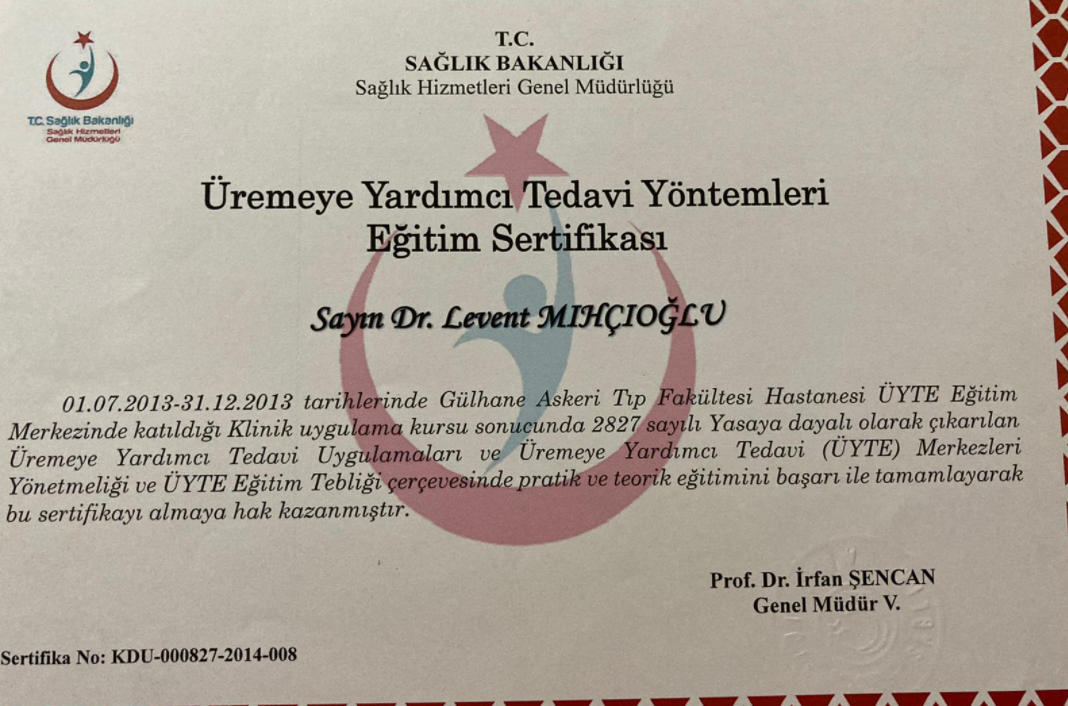 T.C. Sağlık Bakanlığı
Sağlık Hizmetleri
Genel Müdürlüğü
T.C.
SAĞLIK BAKANLIĞI
Sağlık Hizmetleri Genel Müdürlüğü
Üremeye Yardımcı Tedavi Yöntemleri
Eğitim Sertifikası
Sayın Dr. Levent MIHÇIOĞLU
01.07.2013-31.12.2013 tarihlerinde Gülhane Askeri Tıp Fakültesi Hastanesi ÜYTE Eğitim
Merkezinde katıldığı Klinik uygulama kursu sonucunda 2827 sayılı Yasaya dayalı olarak çıkarılan
Üremeye Yardımcı Tedavi Uygulamaları ve Üremeye Yardımcı Tedavi (ÜYTE) Merkezleri
Yönetmeliği ve ÜYTE Eğitim Tebliği çerçevesinde pratik ve teorik eğitimini başarı ile tamamlayarak
bu sertifikayı almaya hak kazanmıştır.
Prof. Dr. İrfan ŞENCAN
Genel Müdür V.
Sertifika No: KDU-000827-2014-008